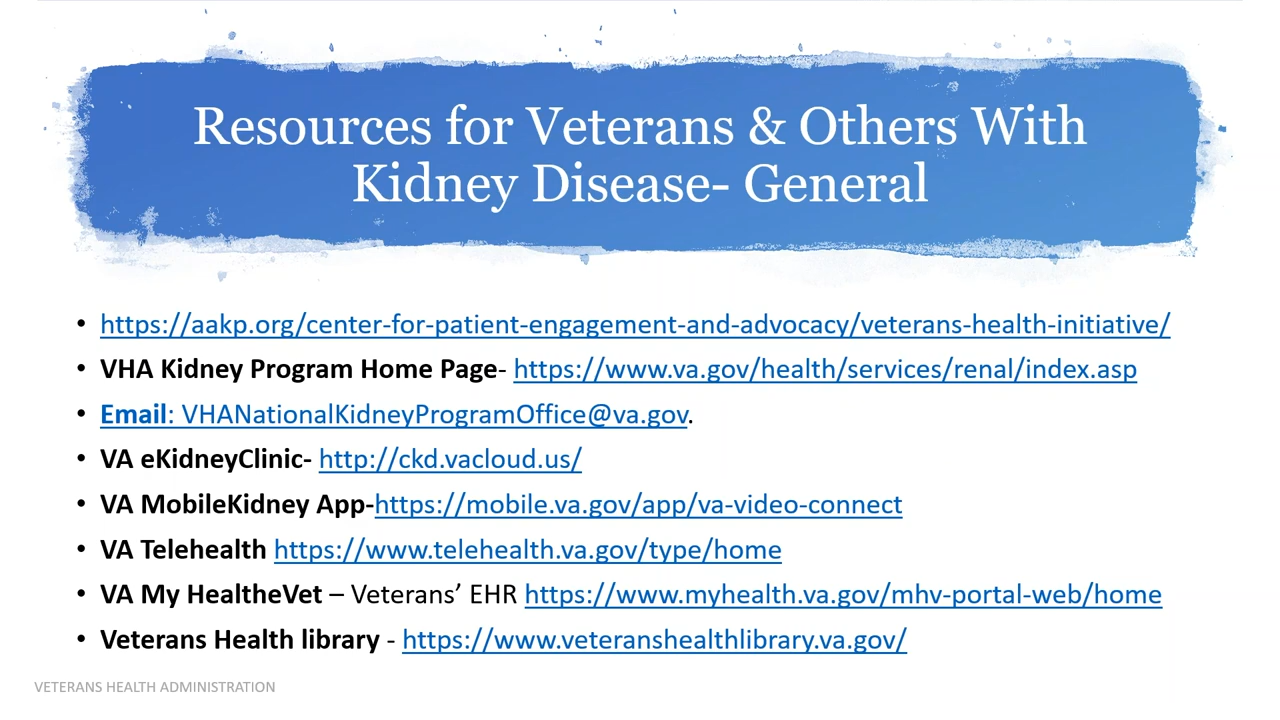 Resources for Veterans & Others With
Kidney Disease- General
• https://aakp.org/center-for-patient-engagement-and-advocacy/veterans-health-initiative/
• VHA Kidney Program Home Page- https://www.va.gov/health/services/renal/index.asp
• Email: VHANationalKidneyProgramOffice@va.gov.
• VA eKidneyClinic- http://ckd.vacloud.us/
• VA MobileKidney App-https://mobile.va.gov/app/va-video-connect
• VA Telehealth https://www.telehealth.va.gov/type/home
• VA My HealtheVet – Veterans’ EHR https://www.myhealth.va.gov/mhv-portal-web/home
• Veterans Health library - https://www.veteranshealthlibrary.va.gov/
VETERANS HEALTH ADMINISTRATION